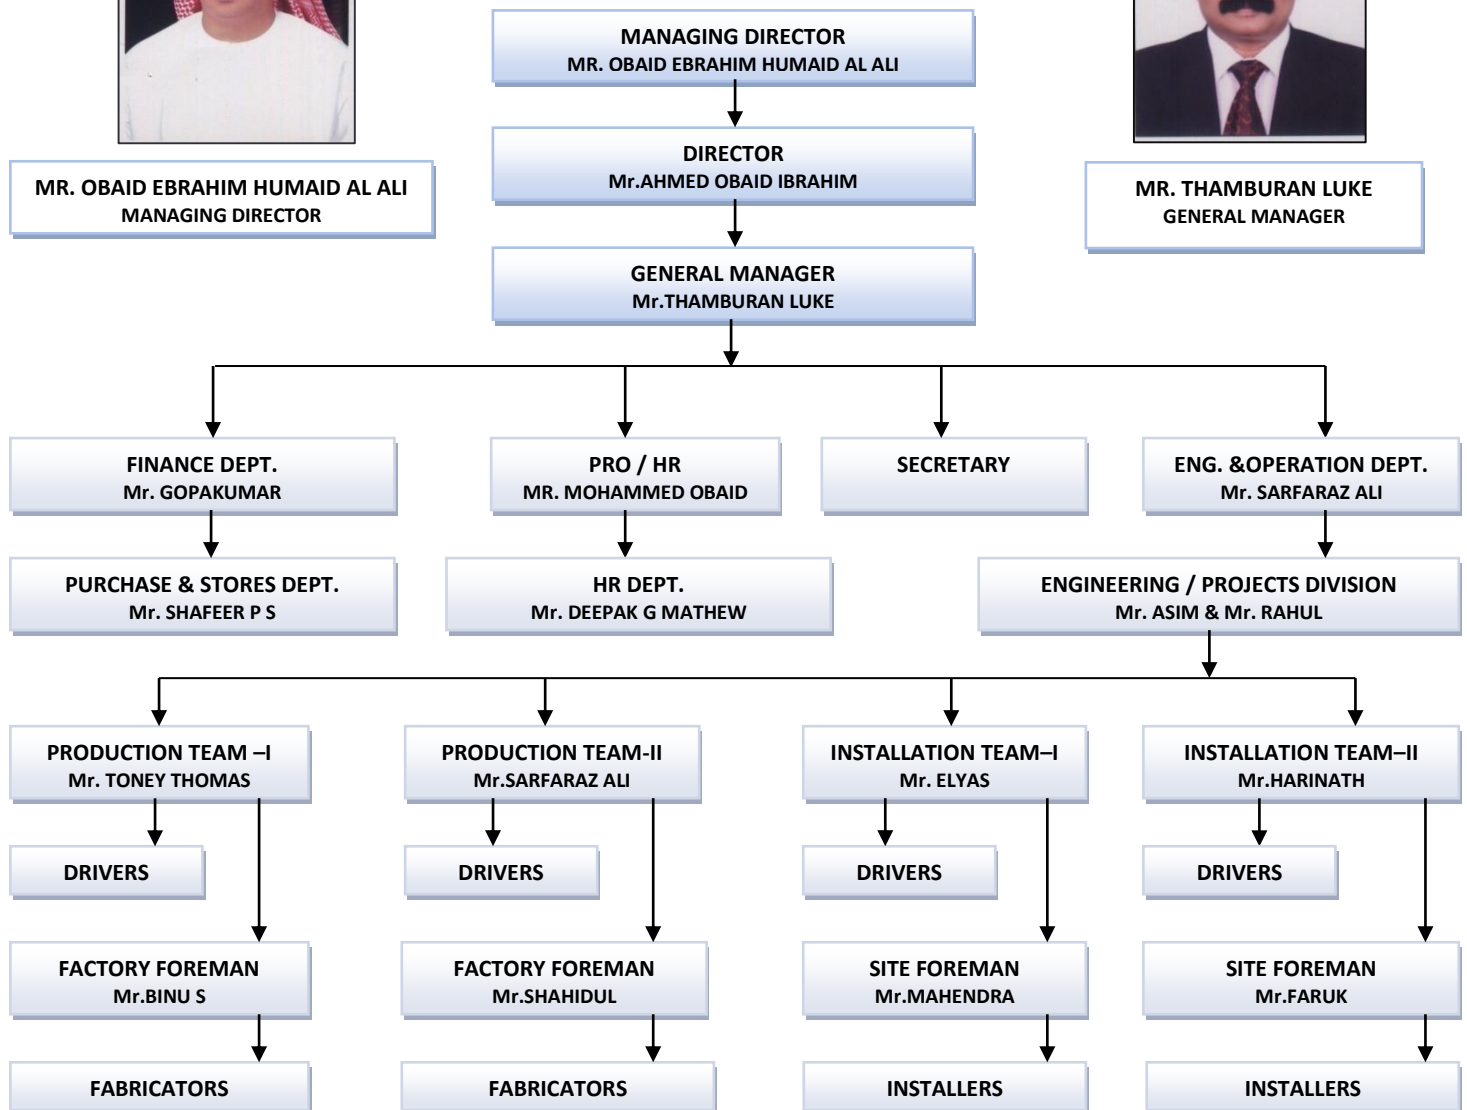 MANAGING DIRECTOR
MR. OBAID EBRAHIM HUMAID AL ALI
DIRECTOR
Mr.AHMED OBAID IBRAHIM
MR. OBAID EBRAHIM HUMAID AL ALI
MANAGING DIRECTOR
MR. THAMBURAN LUKE
GENERAL MANAGER
GENERAL MANAGER
Mr.THAMBURAN LUKE
FINANCE DEPT.
Mr. GOPAKUMAR
PRO / HR
MR. MOHAMMED OBAID
SECRETARY
ENG. &OPERATION DEPT.
Mr. SARFARAZ ALI
PURCHASE & STORES DEPT.
Mr. SHAFEER P S
HR DEPT.
Mr. DEEPAK G MATHEW
ENGINEERING / PROJECTS DIVISION
Mr. ASIM & Mr. RAHUL
PRODUCTION TEAM –I
Mr. TONEY THOMAS
PRODUCTION TEAM-II
Mr.SARFARAZ ALI
INSTALLATION TEAM–I
Mr. ELYAS
INSTALLATION TEAM–II
Mr.HARINATH
DRIVERS
DRIVERS
DRIVERS
DRIVERS
FACTORY FOREMAN
Mr.BINU S
FACTORY FOREMAN
Mr.SHAHIDUL
SITE FOREMAN
Mr.MAHENDRA
SITE FOREMAN
Mr.FARUK
FABRICATORS
FABRICATORS
INSTALLERS
INSTALLERS